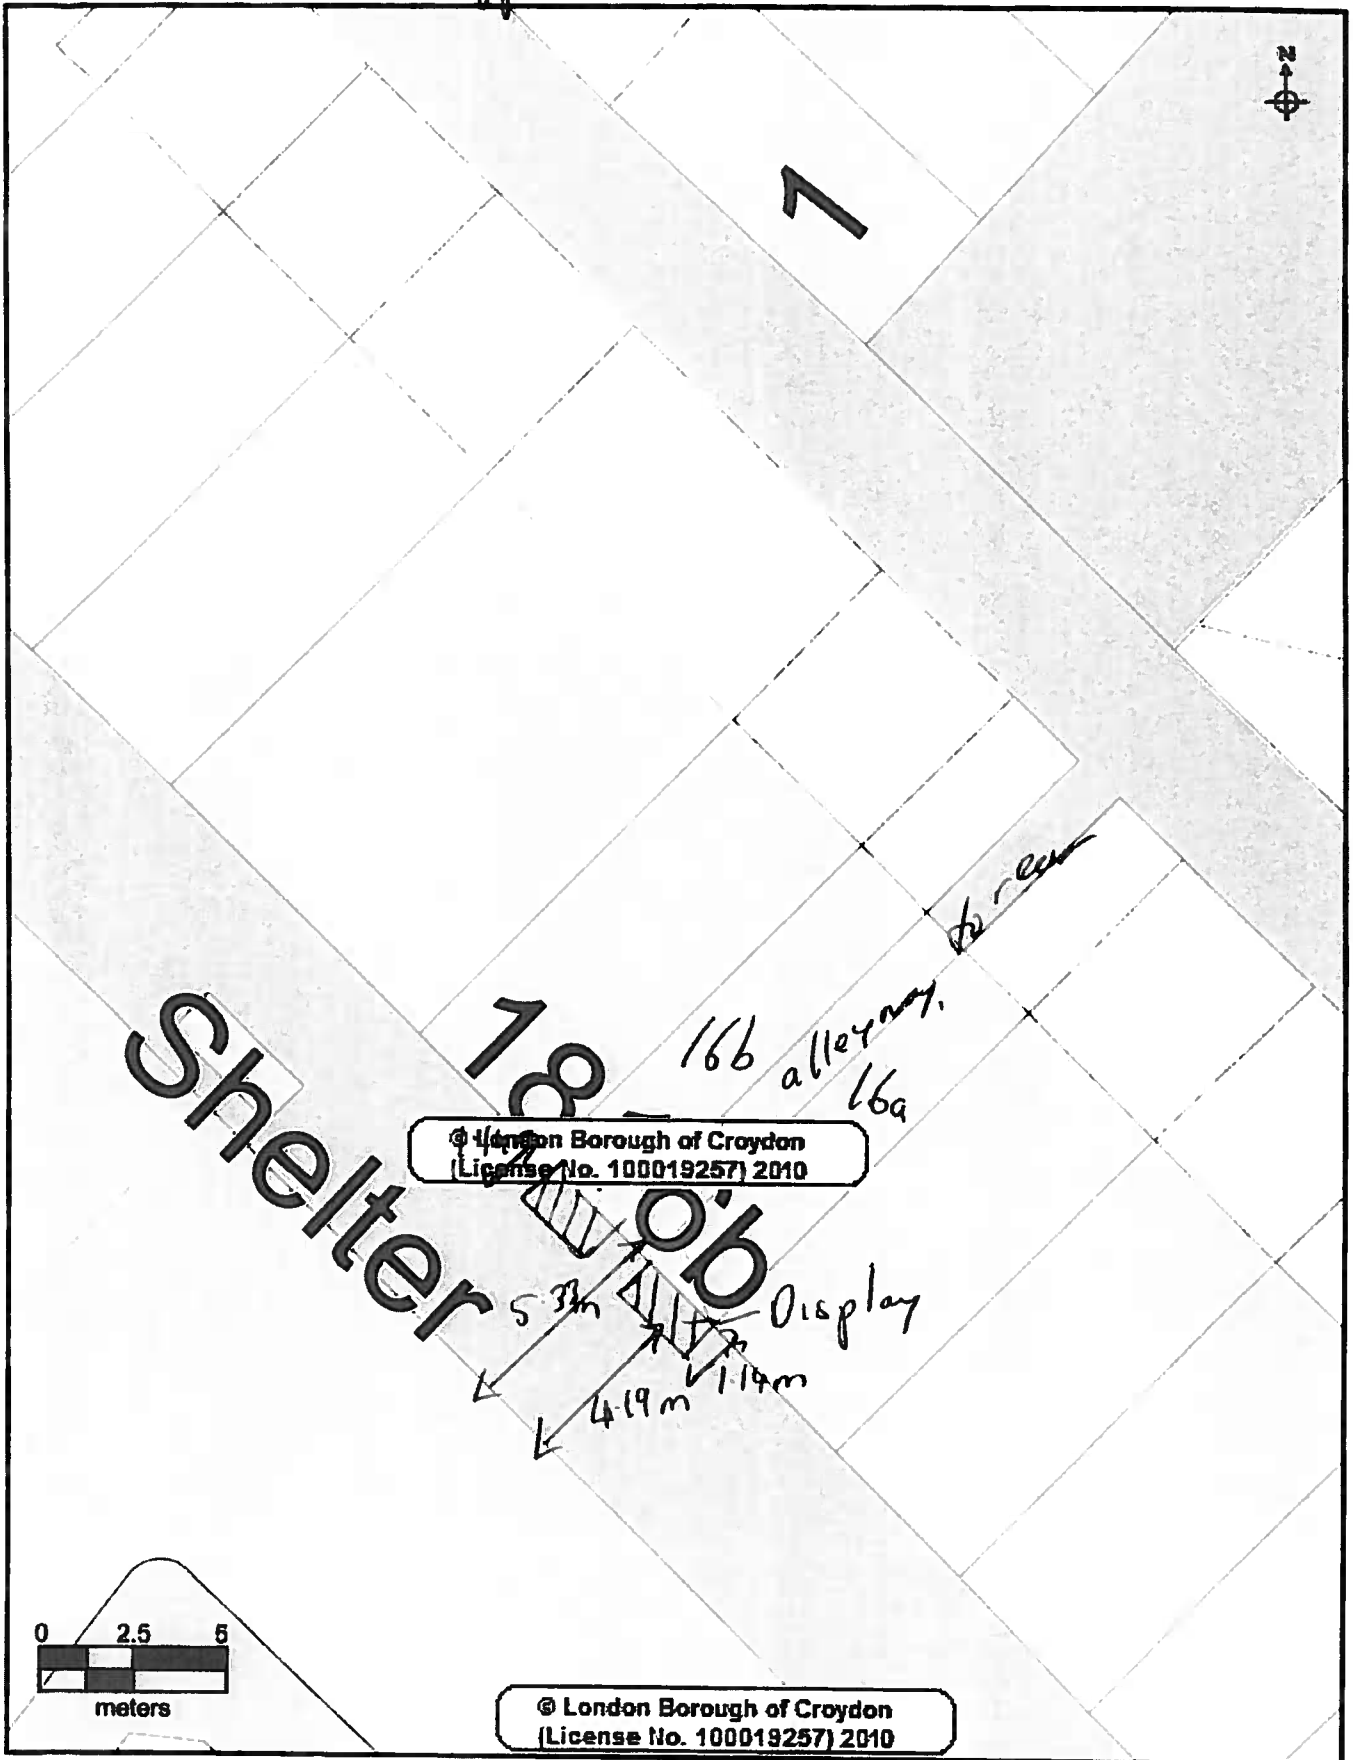 N
1
to rear
alleyway,
16b
16a
18
Shelter
© London Borough of Croydon
(License No. 100019257) 2010
6b
5.33m
Display
1.14m
4.19m
0 2.5 5
meters
© London Borough of Croydon
(License No. 100019257) 2010